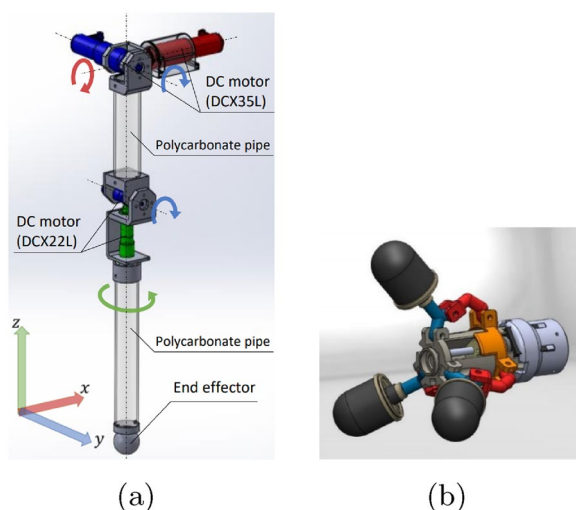 DC motor
(DCX35L)
Polycarbonate pipe
DC motor
(DCX22L)
Polycarbonate pipe
End effector
z
x
y
(a)
(b)